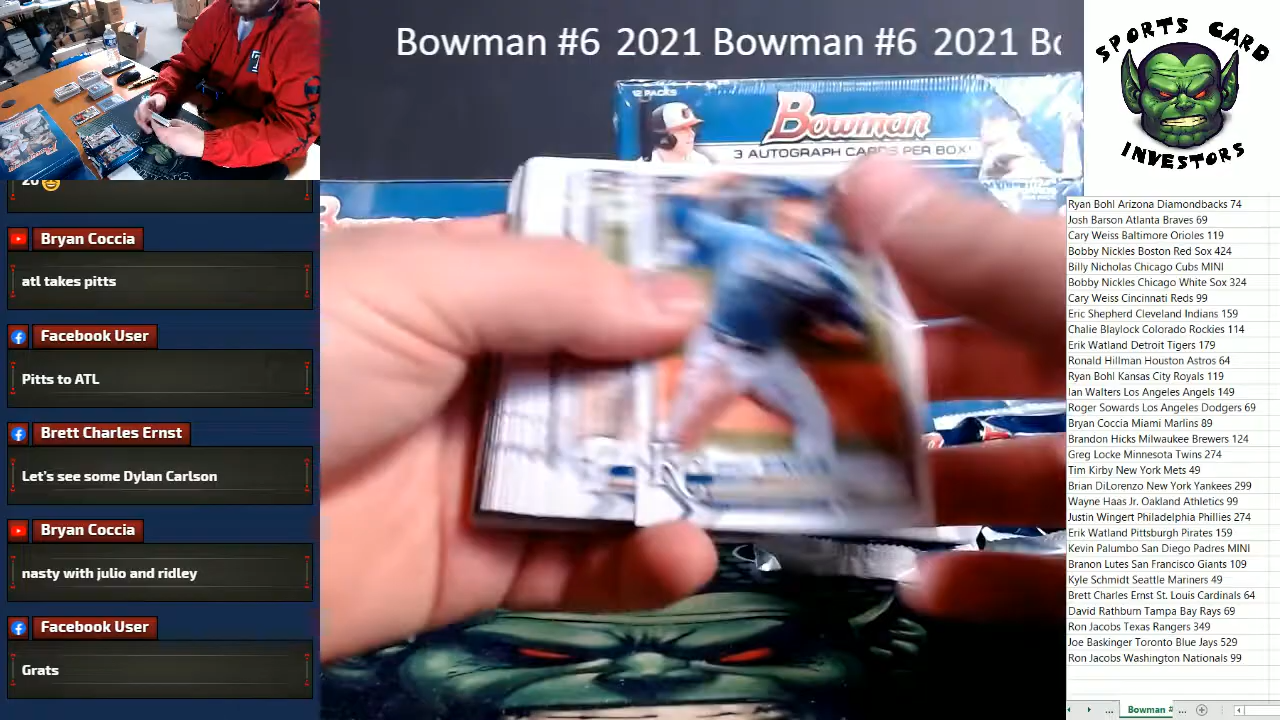 Bowman #6 2021 Bowman #6 2021 Bo
12 PACKS
Bowman
3 AUTOGRAPH CARDS PER BOX!
SPORTS CARD
INVESTORS
Bryan Coccia
atl takes pitts
Facebook User
Pitts to ATL
Brett Charles Ernst
Let's see some Dylan Carlson
Bryan Coccia
nasty with julio and ridley
Facebook User
Grats
Ryan Bohl Arizona Diamondbacks 74
Josh Barson Atlanta Braves 69
Cary Weiss Baltimore Orioles 119
Bobby Nickles Boston Red Sox 424
Billy Nicholas Chicago Cubs MINI
Bobby Nickles Chicago White Sox 324
Cary Weiss Cincinnati Reds 99
Eric Shepherd Cleveland Indians 159
Chalie Blaylock Colorado Rockies 114
Erik Watland Detroit Tigers 179
Ronald Hillman Houston Astros 64
Ryan Bohl Kansas City Royals 119
Ian Walters Los Angeles Angels 149
Roger Sowards Los Angeles Dodgers 69
Bryan Coccia Miami Marlins 89
Brandon Hicks Milwaukee Brewers 124
Greg Locke Minnesota Twins 274
Tim Kirby New York Mets 49
Brian DiLorenzo New York Yankees 299
Wayne Haas Jr. Oakland Athletics 99
Justin Wingert Philadelphia Phillies 274
Erik Watland Pittsburgh Pirates 159
Kevin Palumbo San Diego Padres MINI
Branon Lutes San Francisco Giants 109
Kyle Schmidt Seattle Mariners 49
Brett Charles Ernst St. Louis Cardinals 64
David Rathburn Tampa Bay Rays 69
Ron Jacobs Texas Rangers 349
Joe Baskinger Toronto Blue Jays 529
Ron Jacobs Washington Nationals 99
... Bowman # ...